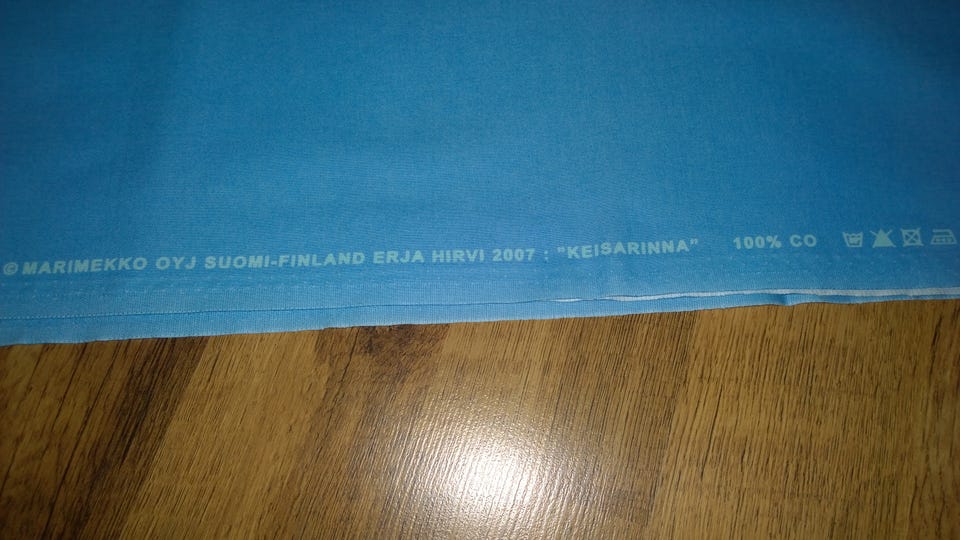 © MARIMEKKO OYJ SUOMI-FINLAND ERJA HIRVI 2007 : "KEISARINNA" 100% CO